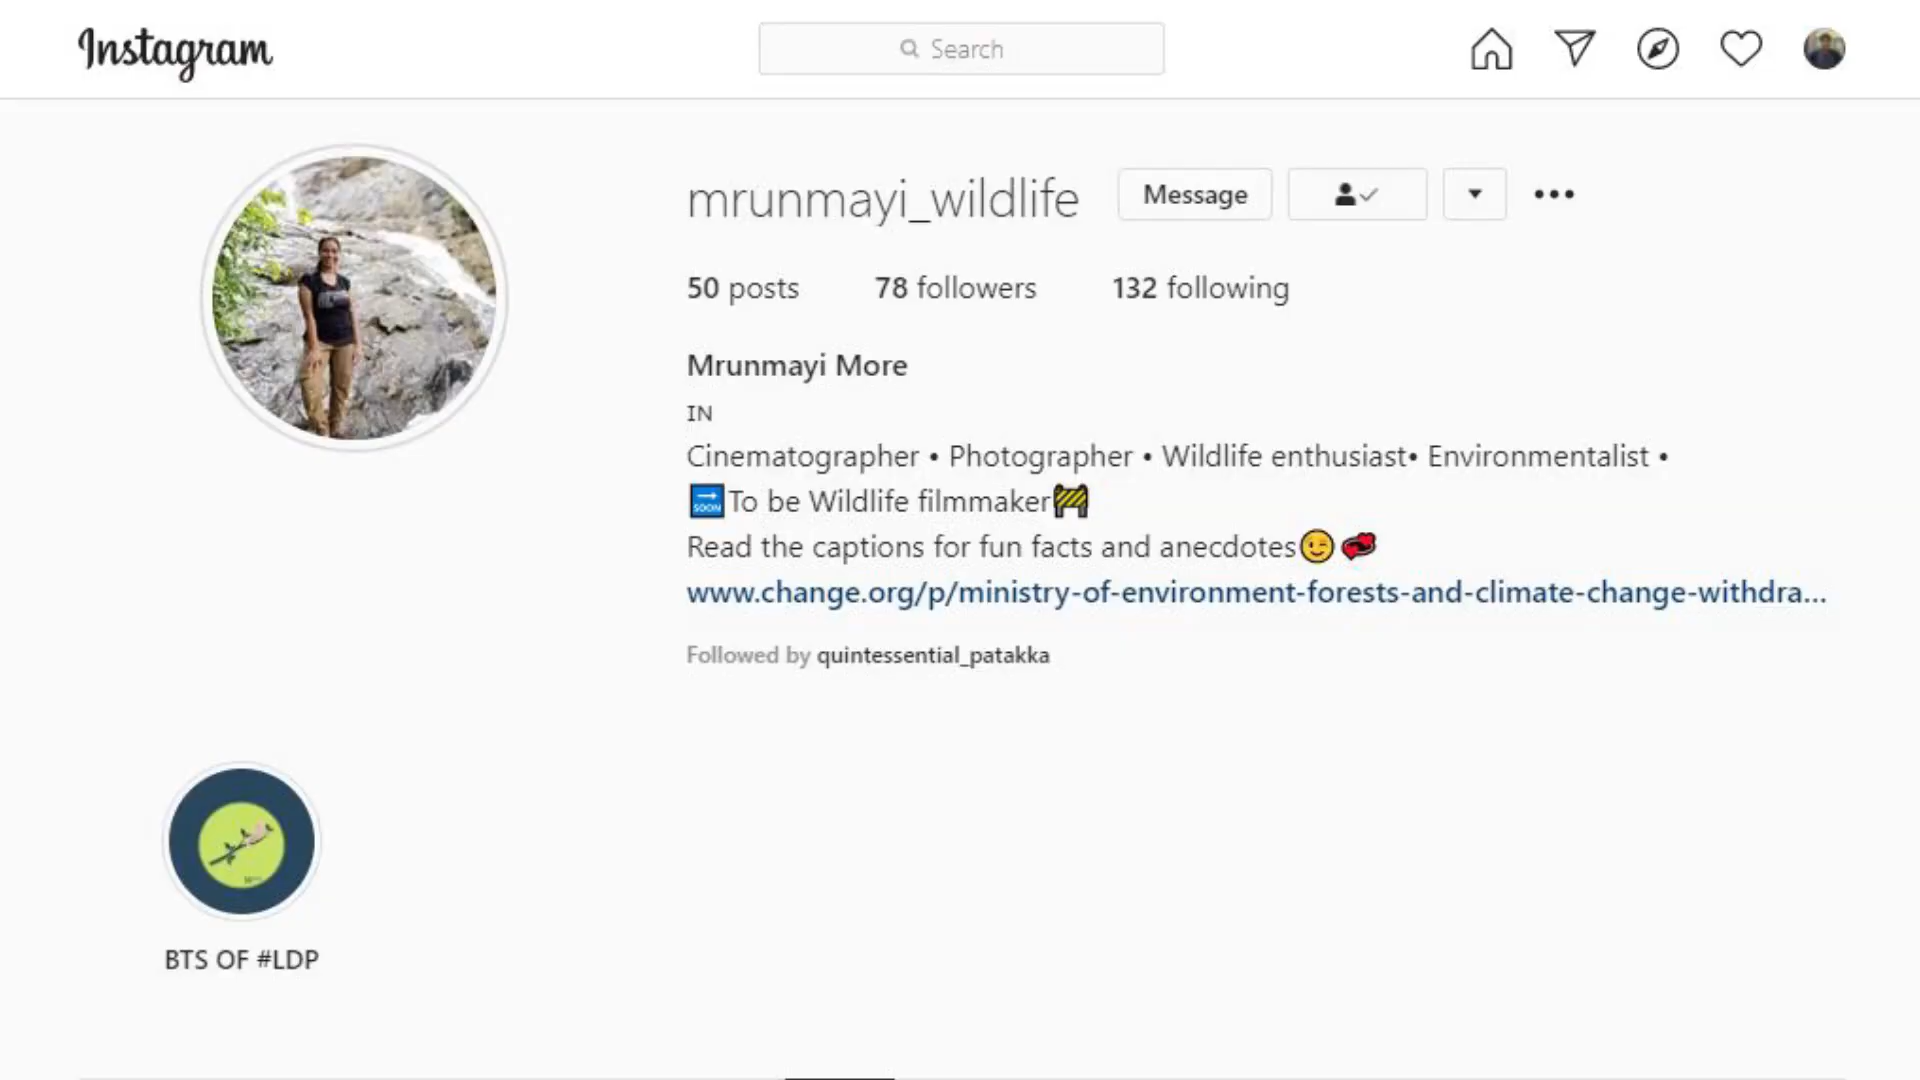 Instagram
Search
mrunmayi_wildlife
Message
50 posts
78 followers
132 following
Mrunmayi More
IN
Cinematographer • Photographer • Wildlife enthusiast• Environmentalist •
🔜To be Wildlife filmmaker🚧
Read the captions for fun facts and anecdotes😉💞
www.change.org/p/ministry-of-environment-forests-and-climate-change-withdra...
Followed by quintessential_patakka
BTS OF #LDP